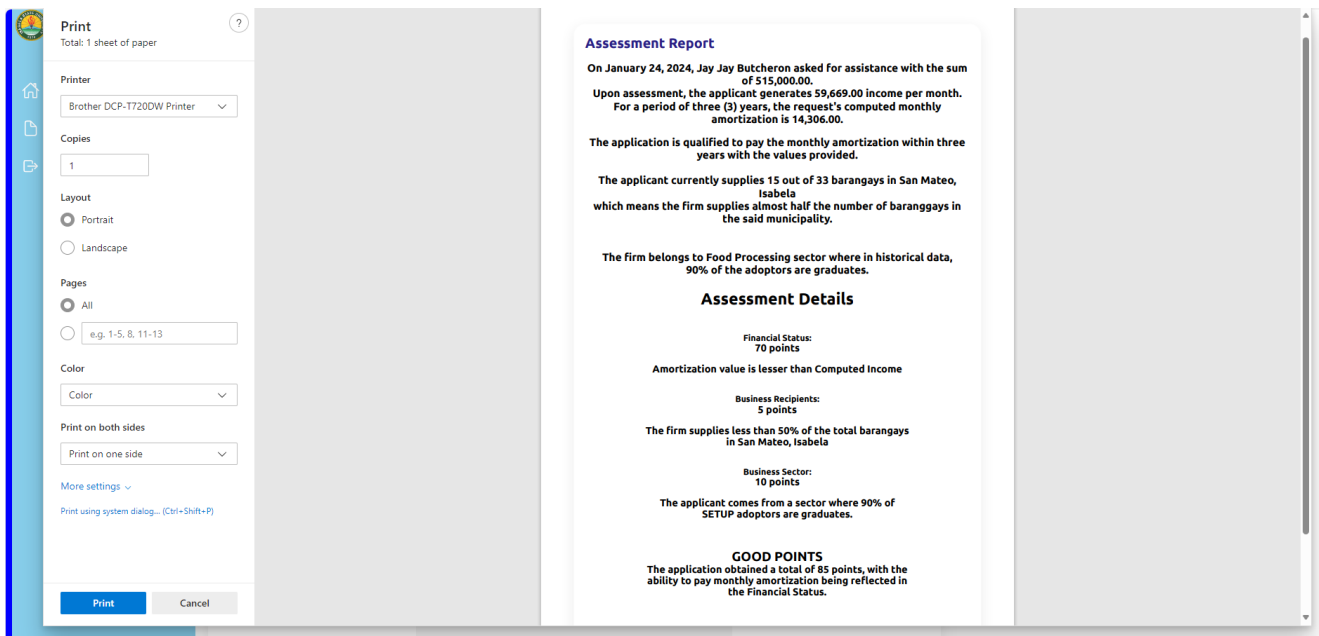 Print
?
Total: 1 sheet of paper
Printer
Brother DCP-T720DW Printer
Copies
1
Layout
Portrait
Landscape
Pages
All
e.g. 1-5, 8, 11-13
Color
Color
Print on both sides
Print on one side
More settings
Print using system dialog... (Ctrl+Shift+P)
Print
Cancel
Assessment Report
On January 24, 2024, Jay Jay Butcheron asked for assistance with the sum
of 515,000.00.
Upon assessment, the applicant generates 59,669.00 income per month.
For a period of three (3) years, the request's computed monthly
amortization is 14,306.00.
The application is qualified to pay the monthly amortization within three
years with the values provided.
The applicant currently supplies 15 out of 33 barangays in San Mateo,
Isabela
which means the firm supplies almost half the number of baranggays in
the said municipality.
The firm belongs to Food Processing sector where in historical data,
90% of the adoptors are graduates.
Assessment Details
Financial Status:
70 points
Amortization value is lesser than Computed Income
Business Recipients:
5 points
The firm supplies less than 50% of the total barangays
in San Mateo, Isabela
Business Sector:
10 points
The applicant comes from a sector where 90% of
SETUP adoptors are graduates.
GOOD POINTS
The application obtained a total of 85 points, with the
ability to pay monthly amortization being reflected in
the Financial Status.